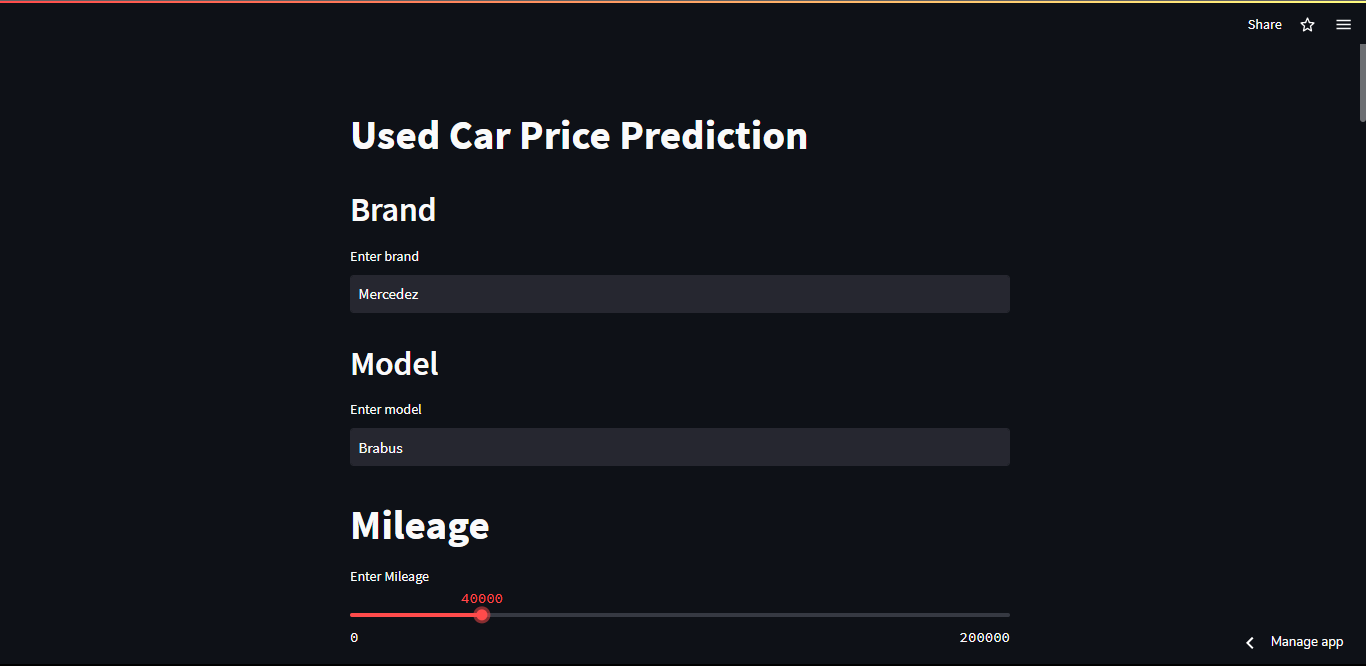 Share
Used Car Price Prediction
Brand
Enter brand
Mercedez
Model
Enter model
Brabus
Mileage
Enter Mileage
40000
0 200000
Manage app